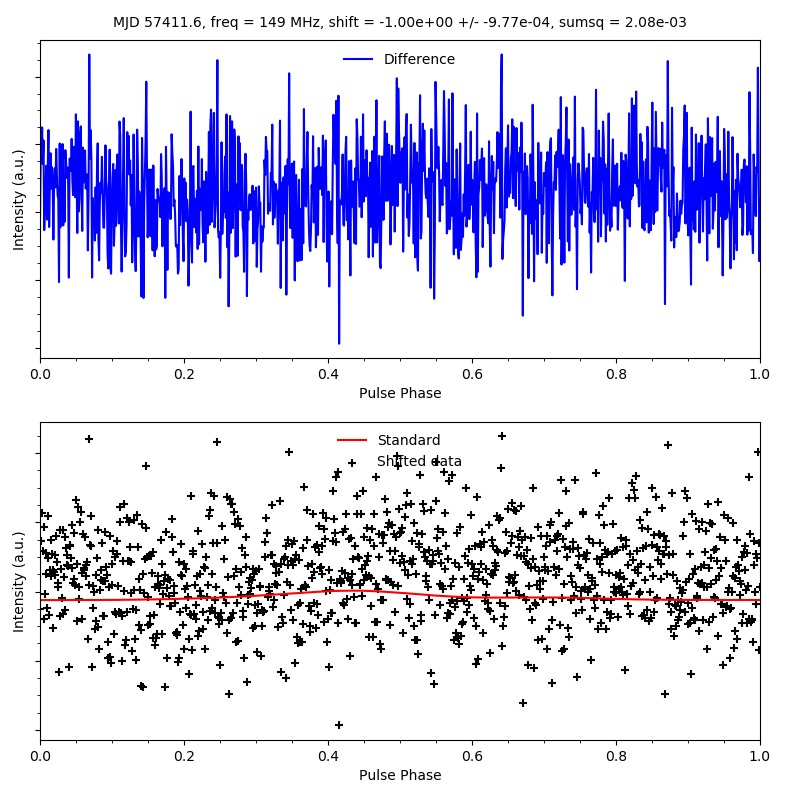 MJD 57411.6, freq = 149 MHz, shift = -1.00e+00 +/- -9.77e-04, sumsq = 2.08e-03
Difference
Intensity (a.u.)
0.0 0.2 0.4 0.6 0.8 1.0
Pulse Phase
Standard
Shifted data
Intensity (a.u.)
0.0 0.2 0.4 0.6 0.8 1.0
Pulse Phase